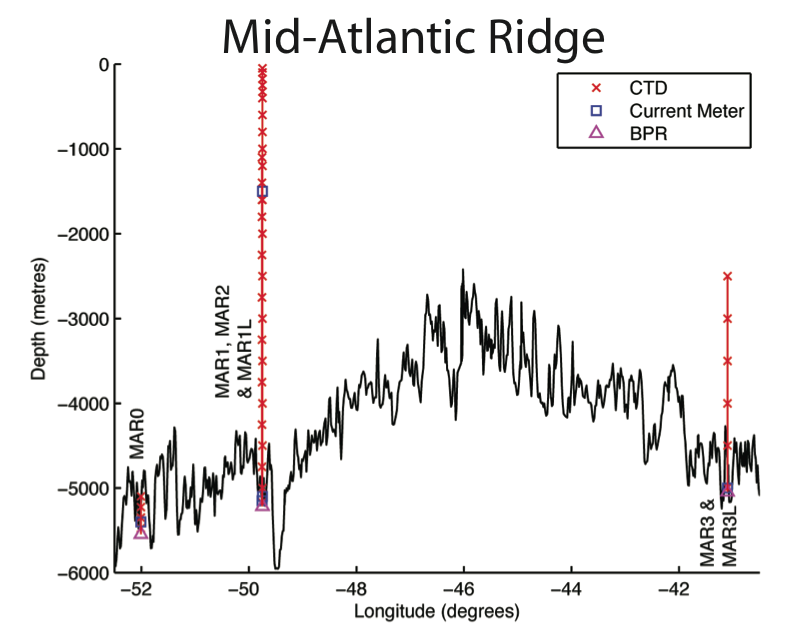 Mid-Atlantic Ridge
0
−1000
−2000
−3000
−4000
−5000
−6000
Depth (metres)
CTD
Current Meter
BPR
MAR0
MAR1, MAR2
& MAR1L
MAR3 &
MAR3L
−52
−50
−48
−46
−44
−42
Longitude (degrees)